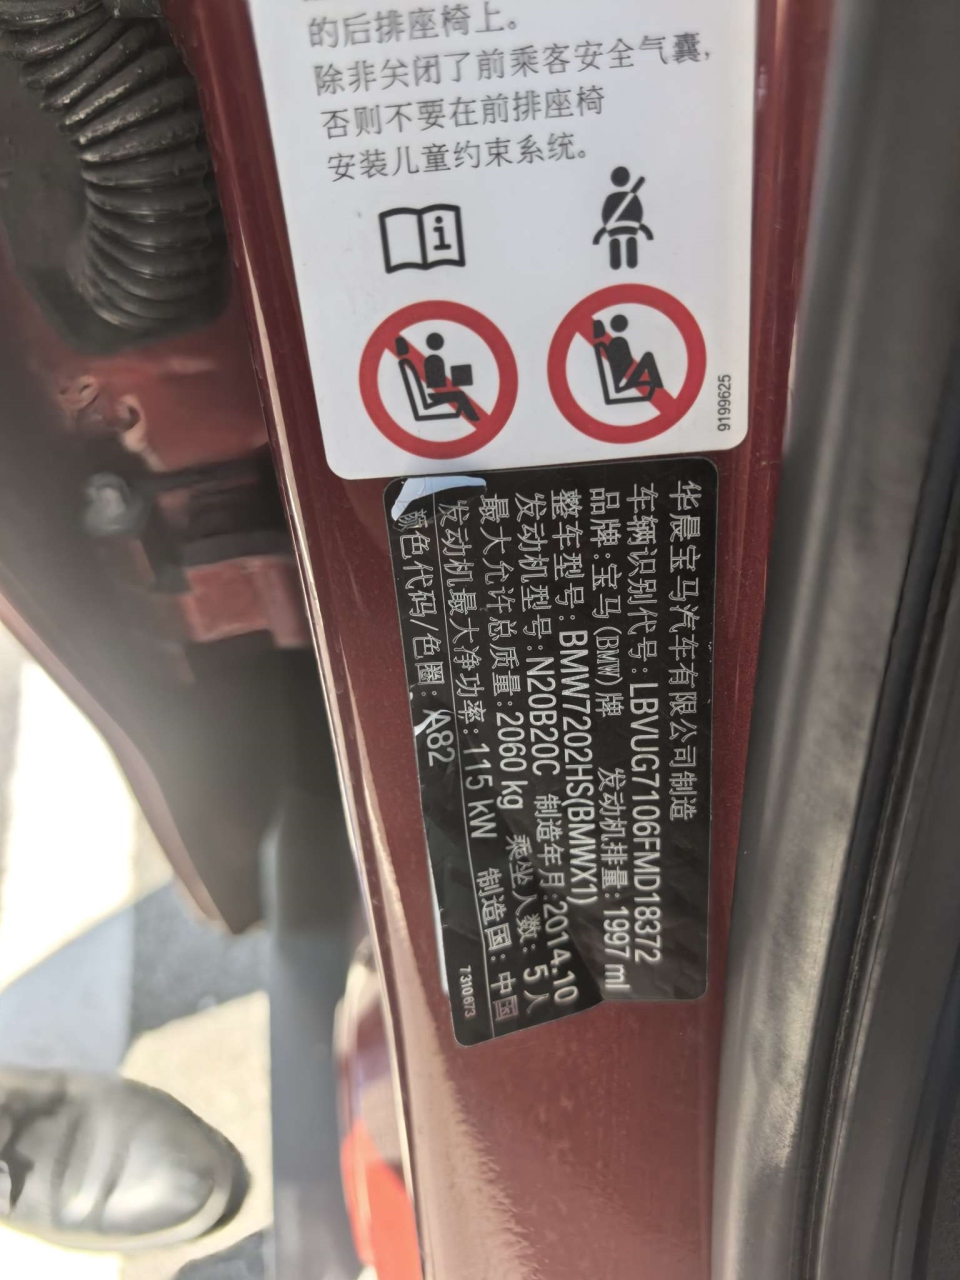 的后排座椅上。
除非关闭了前乘客安全气囊,
否则不要在前排座椅
安装儿童约束系统。
9199625
华晨宝马汽车有限公司制造
车辆识别代号:LBVUG7106FMD18372
品牌:宝马(BMW)牌 发动机排量:1997 ml
整车型号:BMW7202HS(BMWX1)
发动机型号:N20B20C 制造年月:2014.10
最大允许总质量:2060 kg 乘坐人数:5人
发动机最大净功率:115 kW 制造国:中国
颜色代码/色圈:A82
7310673